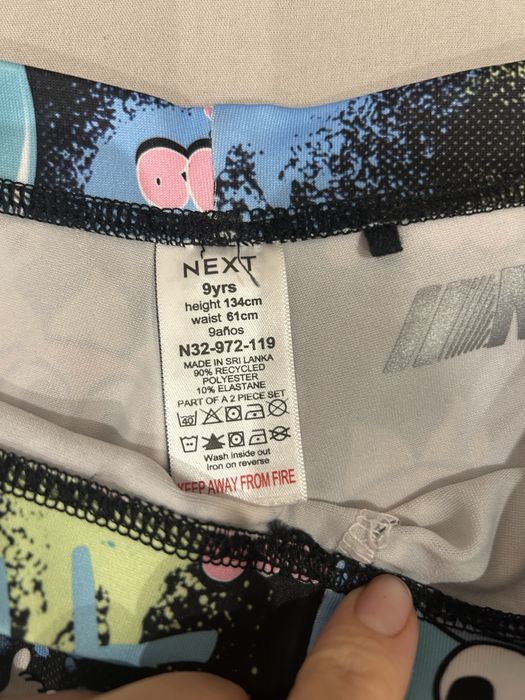 NEXT
9yrs
height 134cm
waist 61cm
9años
N32-972-119
MADE IN SRI LANKA
90% RECYCLED
POLYESTER
10% ELASTANE
PART OF A 2 PIECE SET
40
Wash inside out
Iron on reverse
KEEP AWAY FROM FIRE